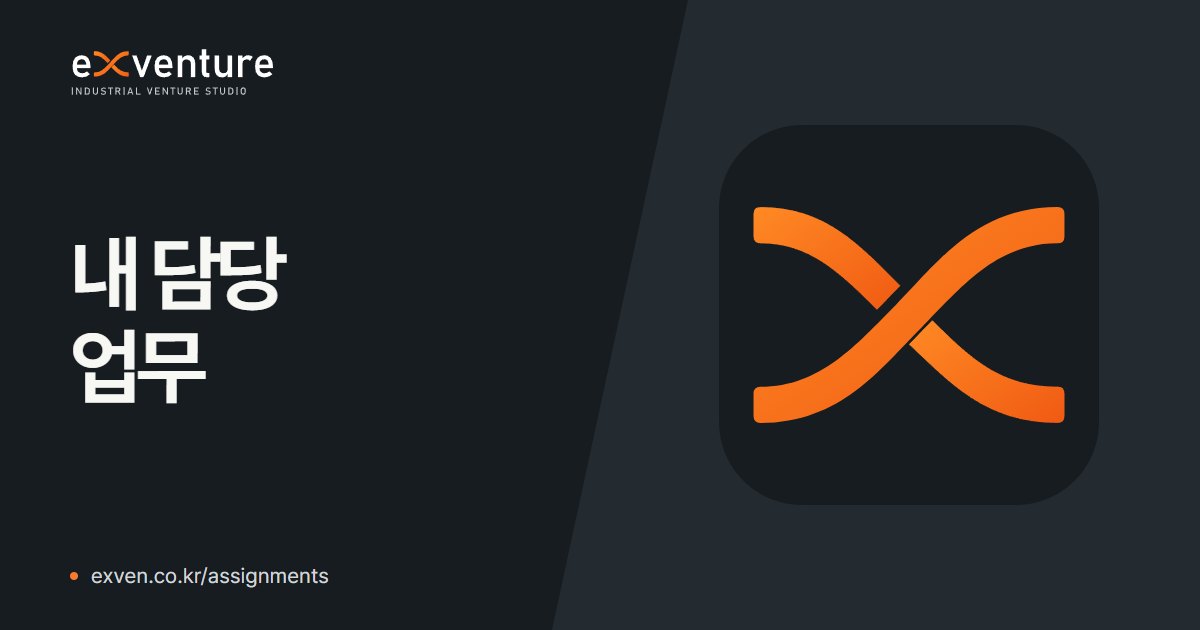 exventure
INDUSTRIAL VENTURE STUDIO
내 담당
업무
exven.co.kr/assignments